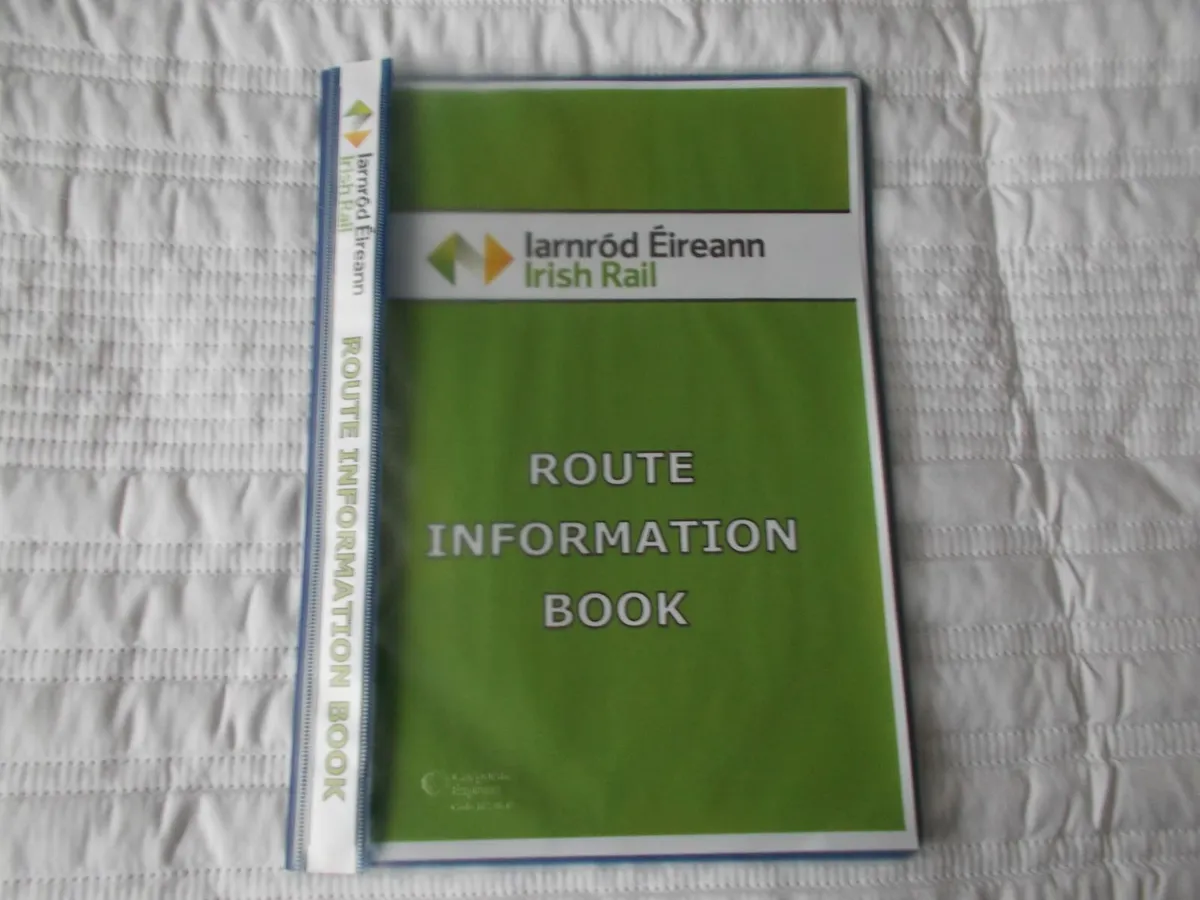 Iarnród Éireann
Irish Rail
ROUTE INFORMATION BOOK
Iarnród Éireann
Irish Rail
ROUTE
INFORMATION
BOOK